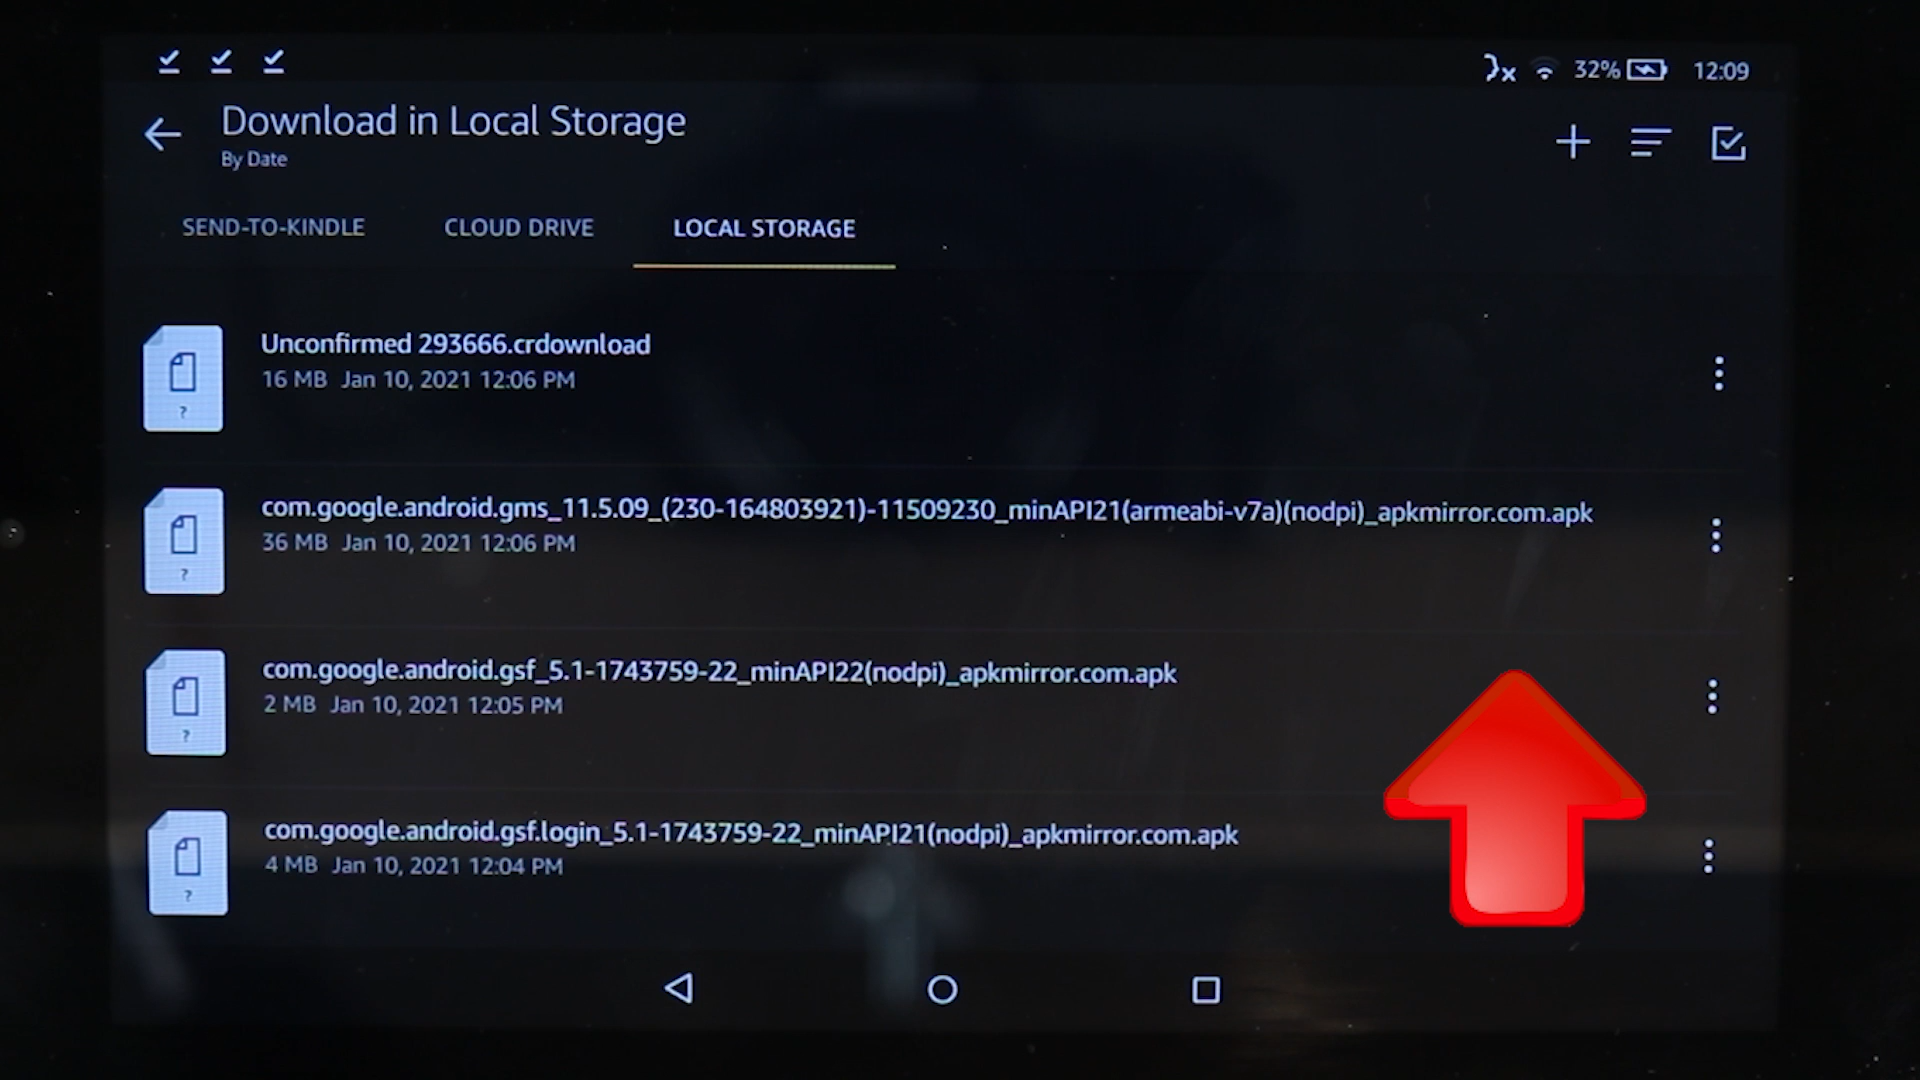 32% 12:09
Download in Local Storage
By Date
SEND-TO-KINDLE CLOUD DRIVE LOCAL STORAGE
Unconfirmed 293666.crdownload
16 MB Jan 10, 2021 12:06 PM
?
com.google.android.gms_11.5.09_(230-164803921)-11509230_minAPI21(armeabi-v7a)(nodpi)_apkmirror.com.apk
36 MB Jan 10, 2021 12:06 PM
?
com.google.android.gsf_5.1-1743759-22_minAPI22(nodpi)_apkmirror.com.apk
2 MB Jan 10, 2021 12:05 PM
?
com.google.android.gsf.login_5.1-1743759-22_minAPI21(nodpi)_apkmirror.com.apk
4 MB Jan 10, 2021 12:04 PM
?